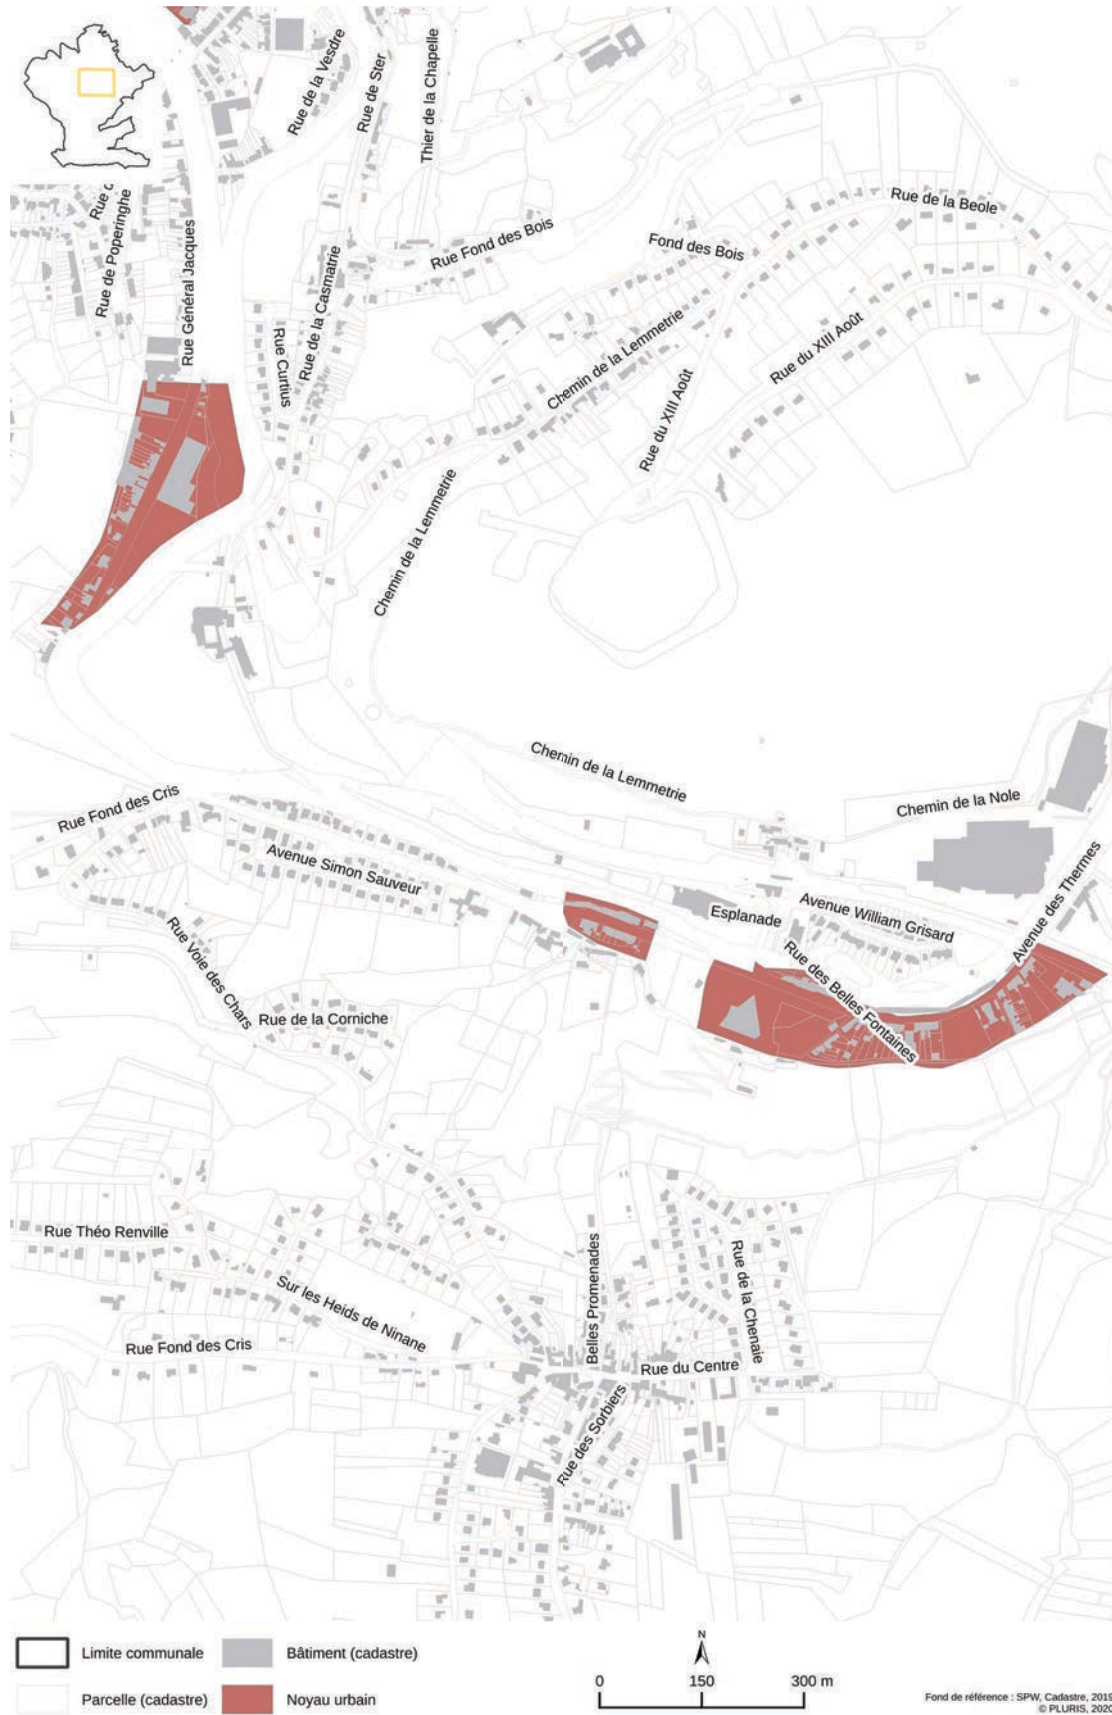 Rue de la Vesdre
Rue de Ster
Thier de la Chapelle
Rue d
Rue de Poperinghe
Rue Général Jacques
Rue Fond des Bois
Fond des Bois
Rue de la Beole
Rue Curtius
Rue de la Casmatrie
Chemin de la Lemmetrie
Rue du XIII Août
Rue du XIII Août
Chemin de la Lemmetrie
Chemin de la Lemmetrie
Rue Fond des Cris
Chemin de la Nole
Avenue Simon Sauveur
Avenue des Thermes
Esplanade
Avenue William Grisard
Rue Voie des Chars
Rue des Belles Fontaines
Rue de la Corniche
Rue Théo Renville
Sur les Heids de Ninane
Belles Promenades
Rue de la Chenaie
Rue Fond des Cris
Rue du Centre
Rue des Sorbiers
Limite communale
Bâtiment (cadastre)
Parcelle (cadastre)
Noyau urbain
N
0 150 300 m
Fond de référence : SPW, Cadastre, 2019
© PLURIS, 2020